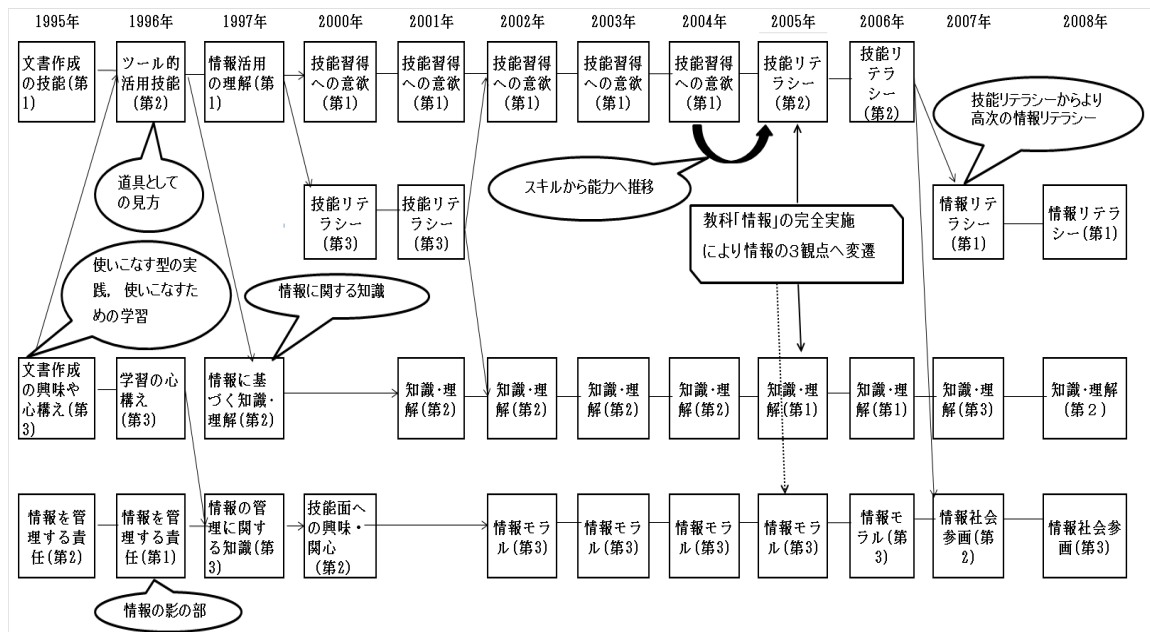 1995年 1996年 1997年 2000年 2001年 2002年 2003年 2004年 2005年 2006年 2007年 2008年
文書作成
の技能(第
1)
ツール的
活用技能
(第2)
情報活用
の理解(第
1)
技能習得
への意欲
(第1)
技能習得
への意欲
(第1)
技能習得
への意欲
(第1)
技能習得
への意欲
(第1)
技能習得
への意欲
(第1)
技能リテ
ラシー
(第2)
技能リ
テラ
シー
(第2)
技能リテラシーからより
高次の情報リテラシー
道具として
の見方
スキルから能力へ推移
技能リテ
ラシー
(第3)
技能リテ
ラシー
(第3)
教科「情報」の完全実施
により情報の3観点へ変遷
情報リテ
ラシー
(第1)
情報リテラ
シー(第1)
使いこなす型の実
践，使いこなすた
めの学習
情報に関する知識
文書作成
の興味や
心構え(第
3)
学習の心
構え
(第3)
情報に基
づく知識・
理解(第2)
知識・理
解(第2)
知識・理
解(第2)
知識・理
解(第2)
知識・理
解(第2)
知識・理
解(第1)
知識・理
解(第1)
知識・理
解(第3)
知識・理解
(第２)
情報を管
理する責
任(第2)
情報を管
理する責
任(第1)
情報の管
理に関す
る知識(第
3)
技能面へ
の興味・
関心
(第2)
情報モラ
ル(第3)
情報モラ
ル(第3)
情報モラ
ル(第3)
情報モラ
ル(第3)
情報モ
ラル(第
3)
情報社会
参画(第
2)
情報社会参
画(第3)
情報の影の部